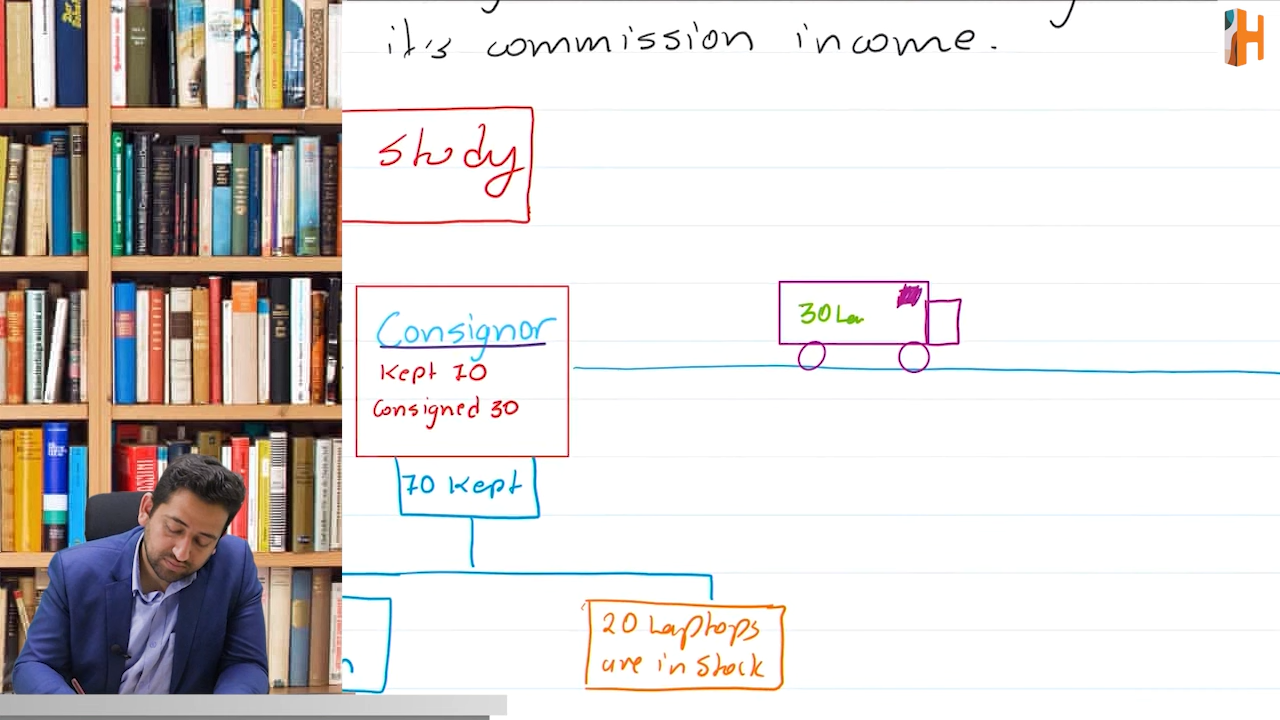 it's commission income.
study
Consignor
Kept 70
Consigned 30
30 La
70 Kept
20 Laptops
are in stock
n
H